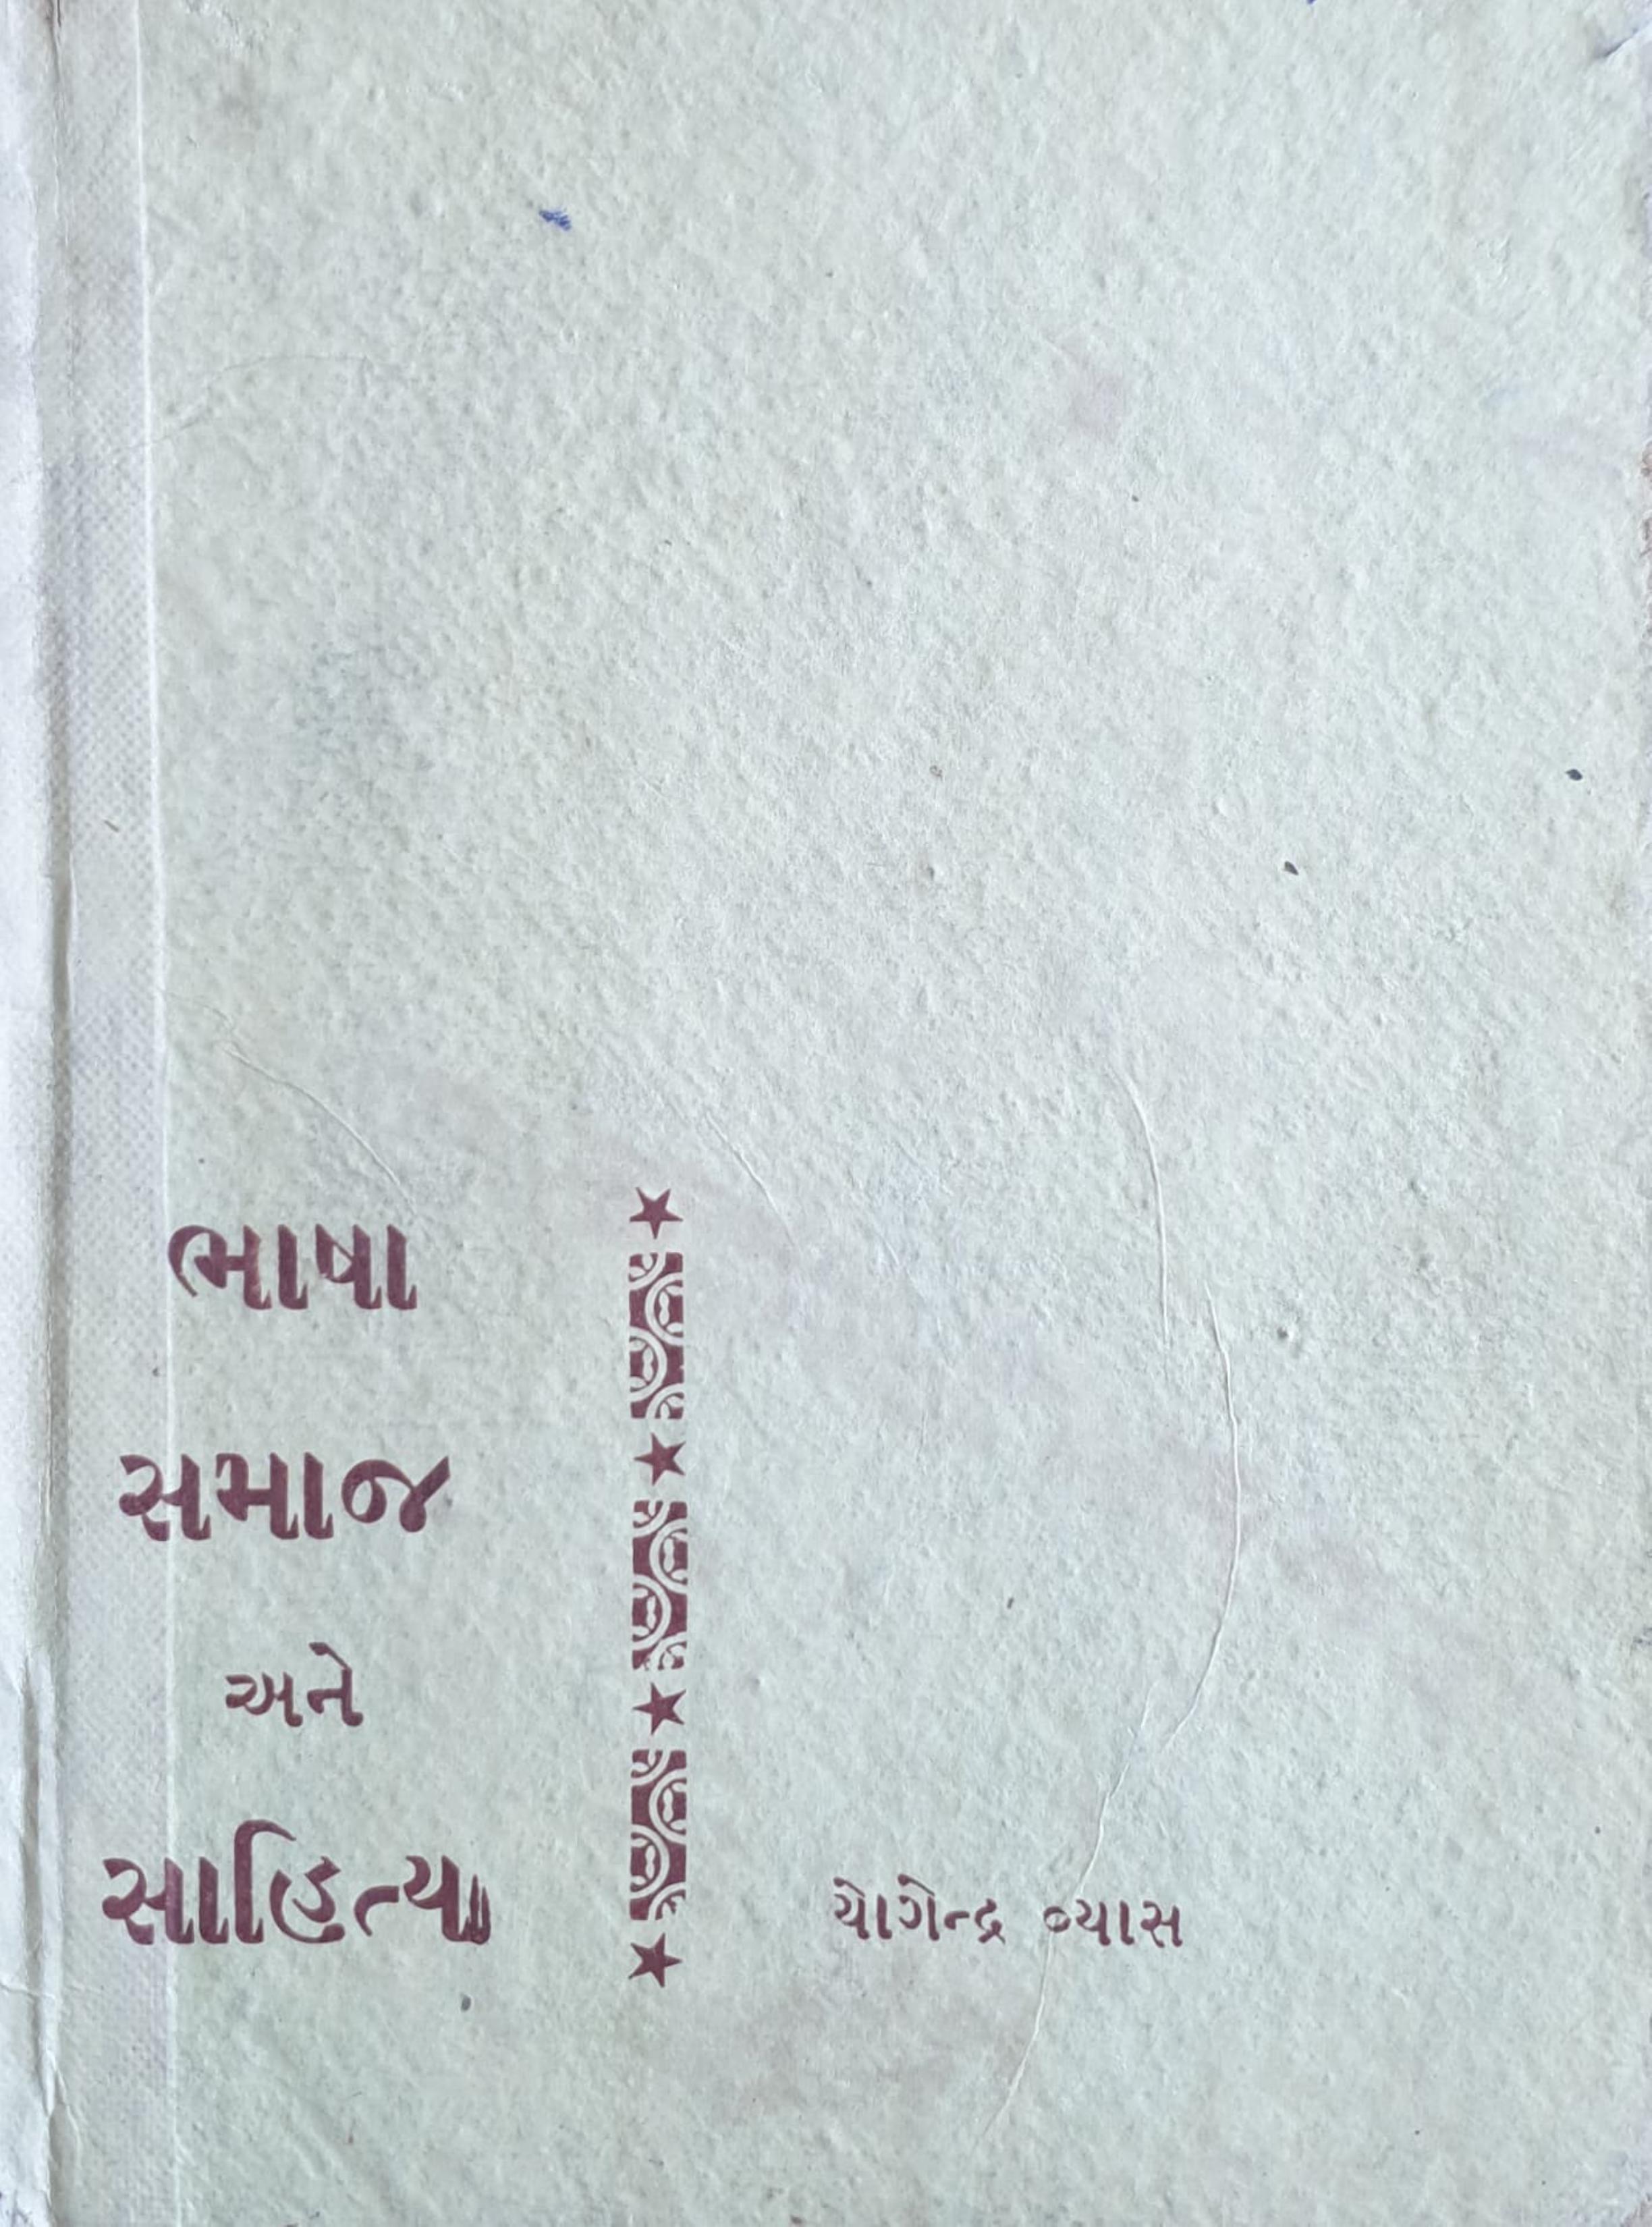 ભાષા
સમાજ
અને
સાહિત્ય
યોગેન્દ્ર વ્યાસ